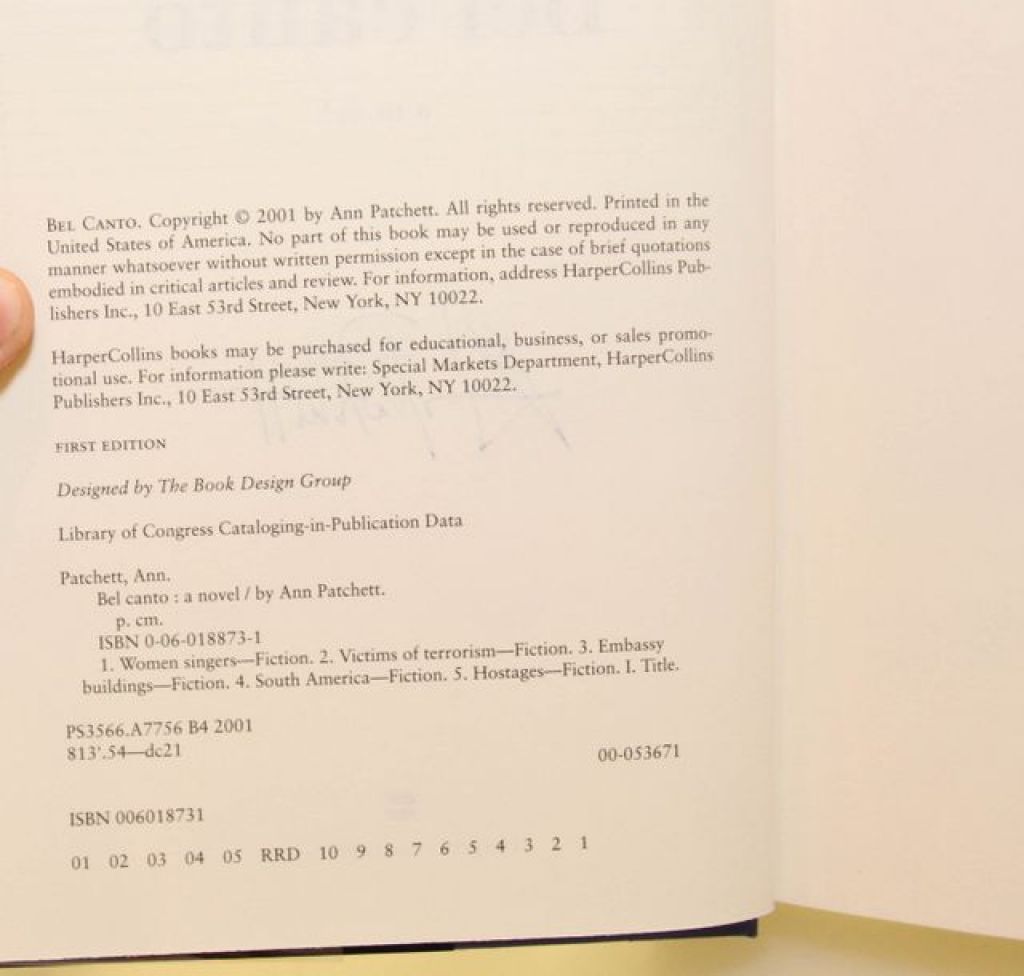 BEL CANTO. Copyright © 2001 by Ann Patchett. All rights reserved. Printed in the
United States of America. No part of this book may be used or reproduced in any
manner whatsoever without written permission except in the case of brief quotations
embodied in critical articles and review. For information, address HarperCollins Pub-
lishers Inc., 10 East 53rd Street, New York, NY 10022.
HarperCollins books may be purchased for educational, business, or sales promo-
tional use. For information please write: Special Markets Department, HarperCollins
Publishers Inc., 10 East 53rd Street, New York, NY 10022.
FIRST EDITION
Designed by The Book Design Group
Library of Congress Cataloging-in-Publication Data
Patchett, Ann.
Bel canto : a novel / by Ann Patchett.
p. cm.
ISBN 0-06-018873-1
1. Women singers—Fiction. 2. Victims of terrorism—Fiction. 3. Embassy
buildings—Fiction. 4. South America—Fiction. 5. Hostages—Fiction. I. Title.
PS3566.A7756 B4 2001
813'.54—dc21
00-053671
ISBN 006018731
01 02 03 04 05 RRD 10 9 8 7 6 5 4 3 2 1